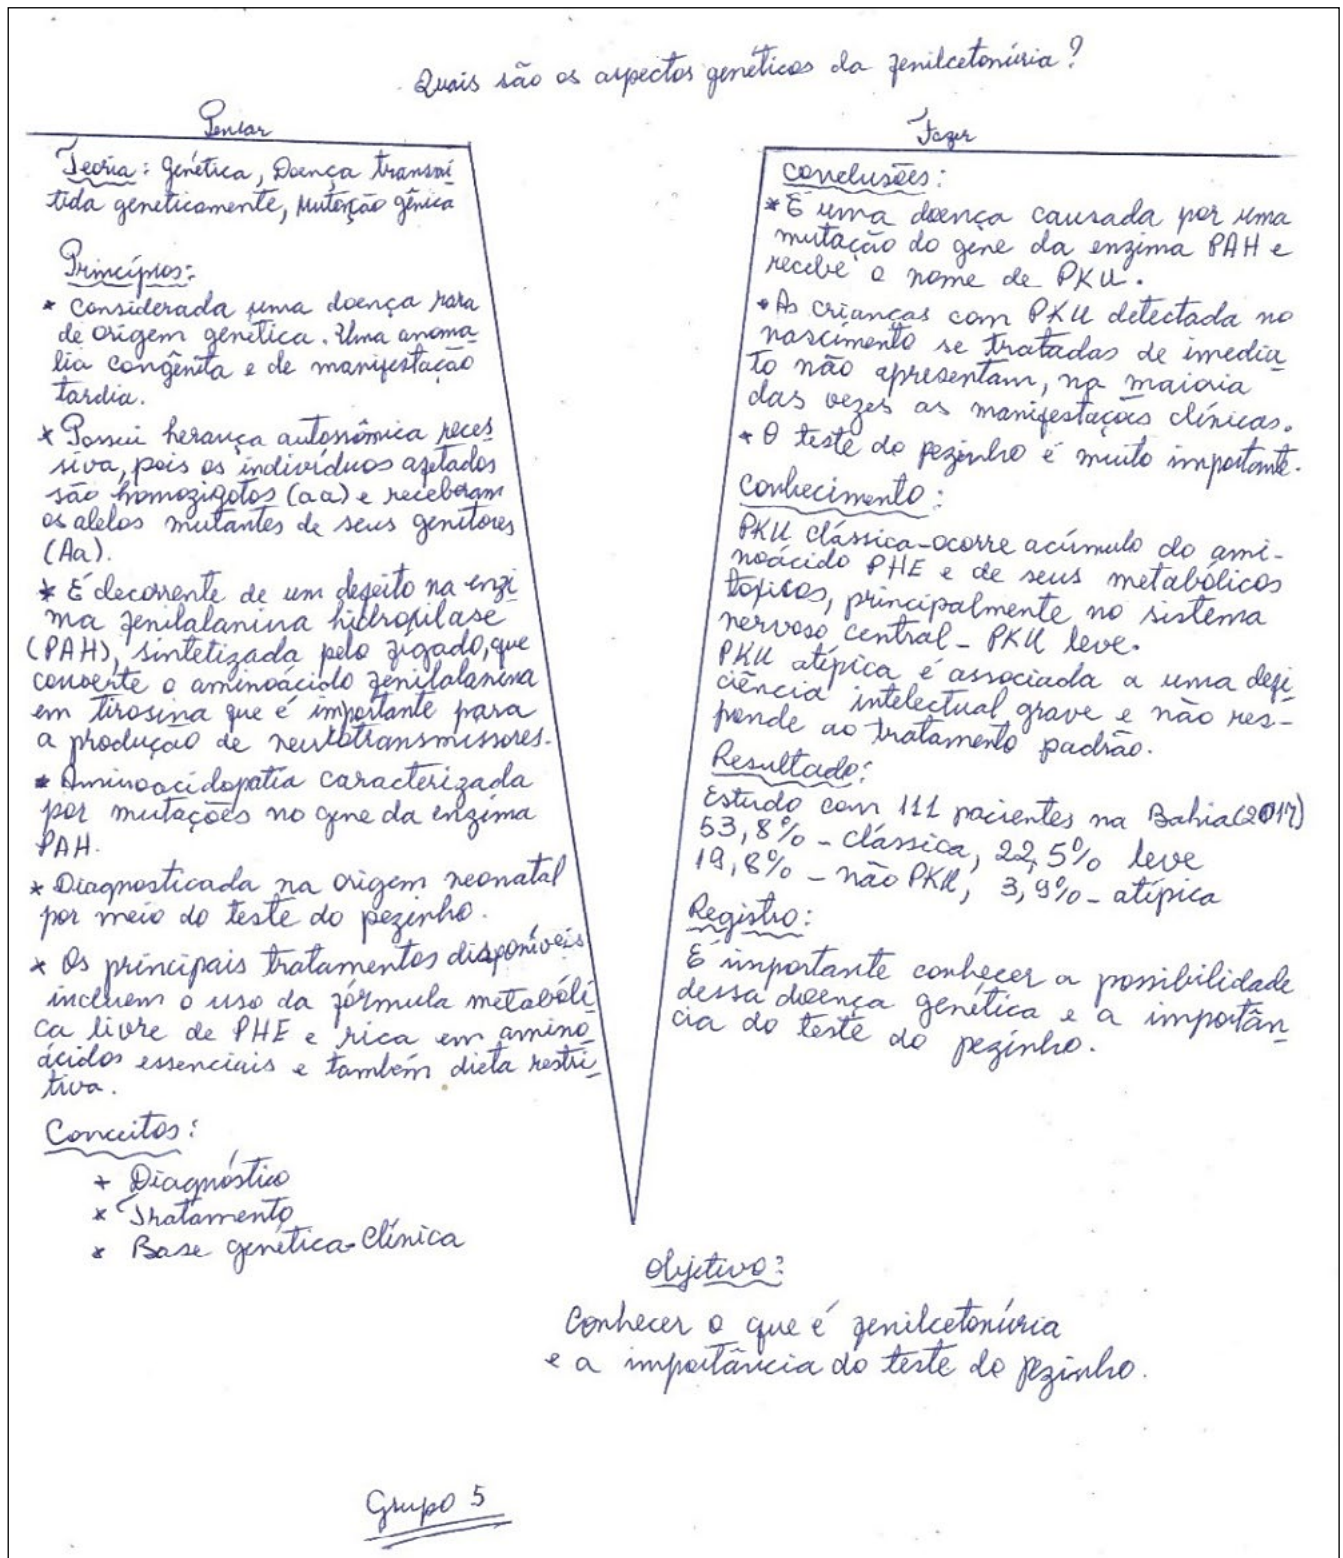 Quais são os aspectos genéticos da fenilcetonúria?
Pensar
Teoria: Genética, Doença transmi
tida geneticamente, Mutação gênica
Princípios:
* Considerada uma doença rara
de origem genética. Uma anoma
lia congênita e de manifestação
tardia.
* Possui herança autossômica reces
siva, pois os indivíduos afetados
são homozigotos (aa) e receberam
os alelos mutantes de seus genitores
(Aa).
* É decorrente de um defeito na enzi
ma fenilalanina hidroxilase
(PAH), sintetizada pelo fígado, que
converte o aminoácido fenilalanina
em tirosina que é importante para
a produção de neurotransmissores.
* Aminoacidopatia caracterizada
por mutações no gene da enzima
PAH.
* Diagnosticada na origem neonatal
por meio do teste do pezinho.
* Os principais tratamentos disponíveis
incluem o uso da fórmula metabóli
ca livre de PHE e rica em amino
ácidos essenciais e também dieta restri
tiva.
Conceitos:
* Diagnóstico
* Tratamento
* Base genética-Clínica
Fazer
Conclusões:
* É uma doença causada por uma
mutação do gene da enzima PAH e
recebe o nome de PKU.
* As crianças com PKU detectada no
nascimento se tratadas de imedia
to não apresentam, na maioria
das vezes as manifestações clínicas.
* O teste do pezinho é muito importante.
Conhecimento:
PKU clássica-ocorre acúmulo do ami-
noácido PHE e de seus metabólicos
tóxicos, principalmente no sistema
nervoso central - PKU leve.
PKU atípica é associada a uma defi
ciência intelectual grave e não res-
ponde ao tratamento padrão.
Resultado:
Estudo com 111 pacientes na Bahia (2017)
53,8% - clássica, 22,5% leve
19,8% - não PKU, 3,9% - atípica
Registro:
É importante conhecer a possibilidade
dessa doença genética e a importân
cia do teste do pezinho.
Objetivo:
Conhecer o que é fenilcetonúria
e a importância do teste do pezinho.
Grupo 5